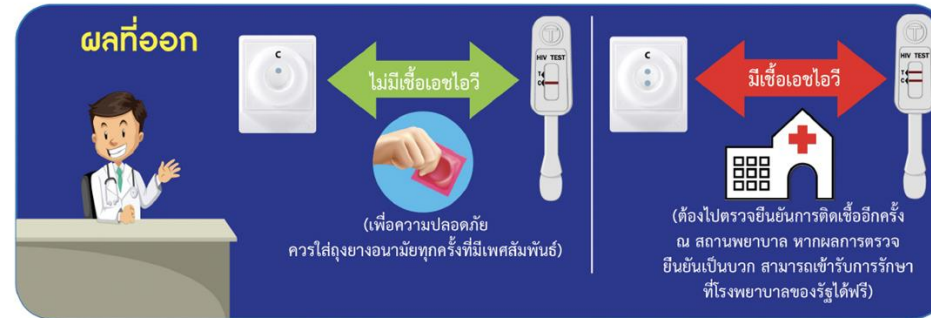 ผลที่ออก
C
ไม่มีเชื้อเอชไอวี
T
HIV TEST
T
C
(เพื่อความปลอดภัย
ควรใส่ถุงยางอนามัยทุกครั้งที่มีเพศสัมพันธ์)
C
มีเชื้อเอชไอวี
T
HIV TEST
T
C
(ต้องไปตรวจยืนยันการติดเชื้ออีกครั้ง
ณ สถานพยาบาล หากผลการตรวจ
ยืนยันเป็นบวก สามารถเข้ารับการรักษา
ที่โรงพยาบาลของรัฐได้ฟรี)